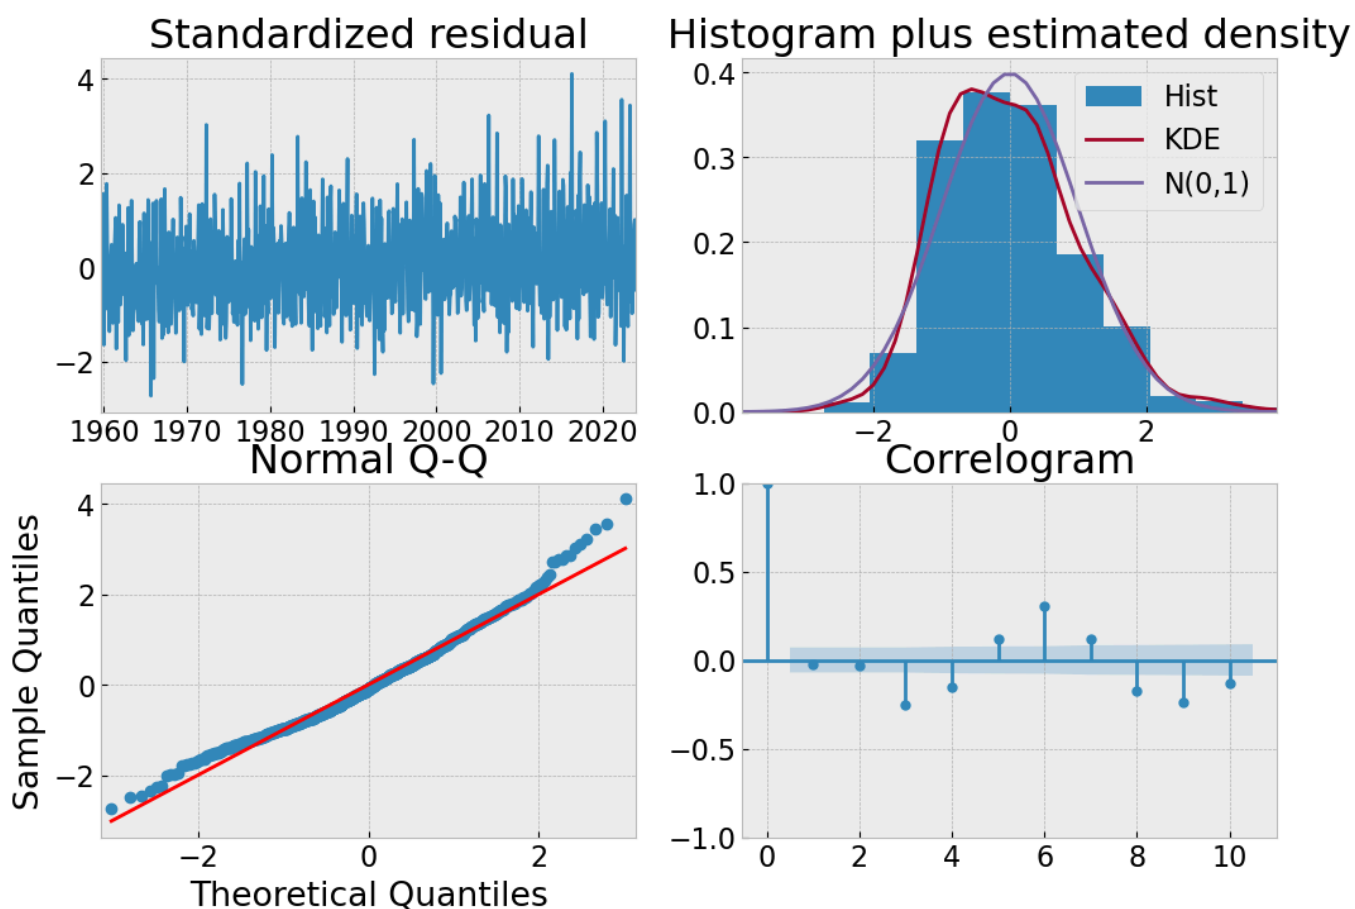 Standardized residual
4
2
0
−2
1960 1970 1980 1990 2000 2010 2020
Histogram plus estimated density
0.4
0.3
0.2
0.1
0.0
−2 0 2
Hist
KDE
N(0,1)
Normal Q-Q
Sample Quantiles
4
2
0
−2
−2 0 2
Theoretical Quantiles
Correlogram
1.0
0.5
0.0
−0.5
−1.0
0 2 4 6 8 10